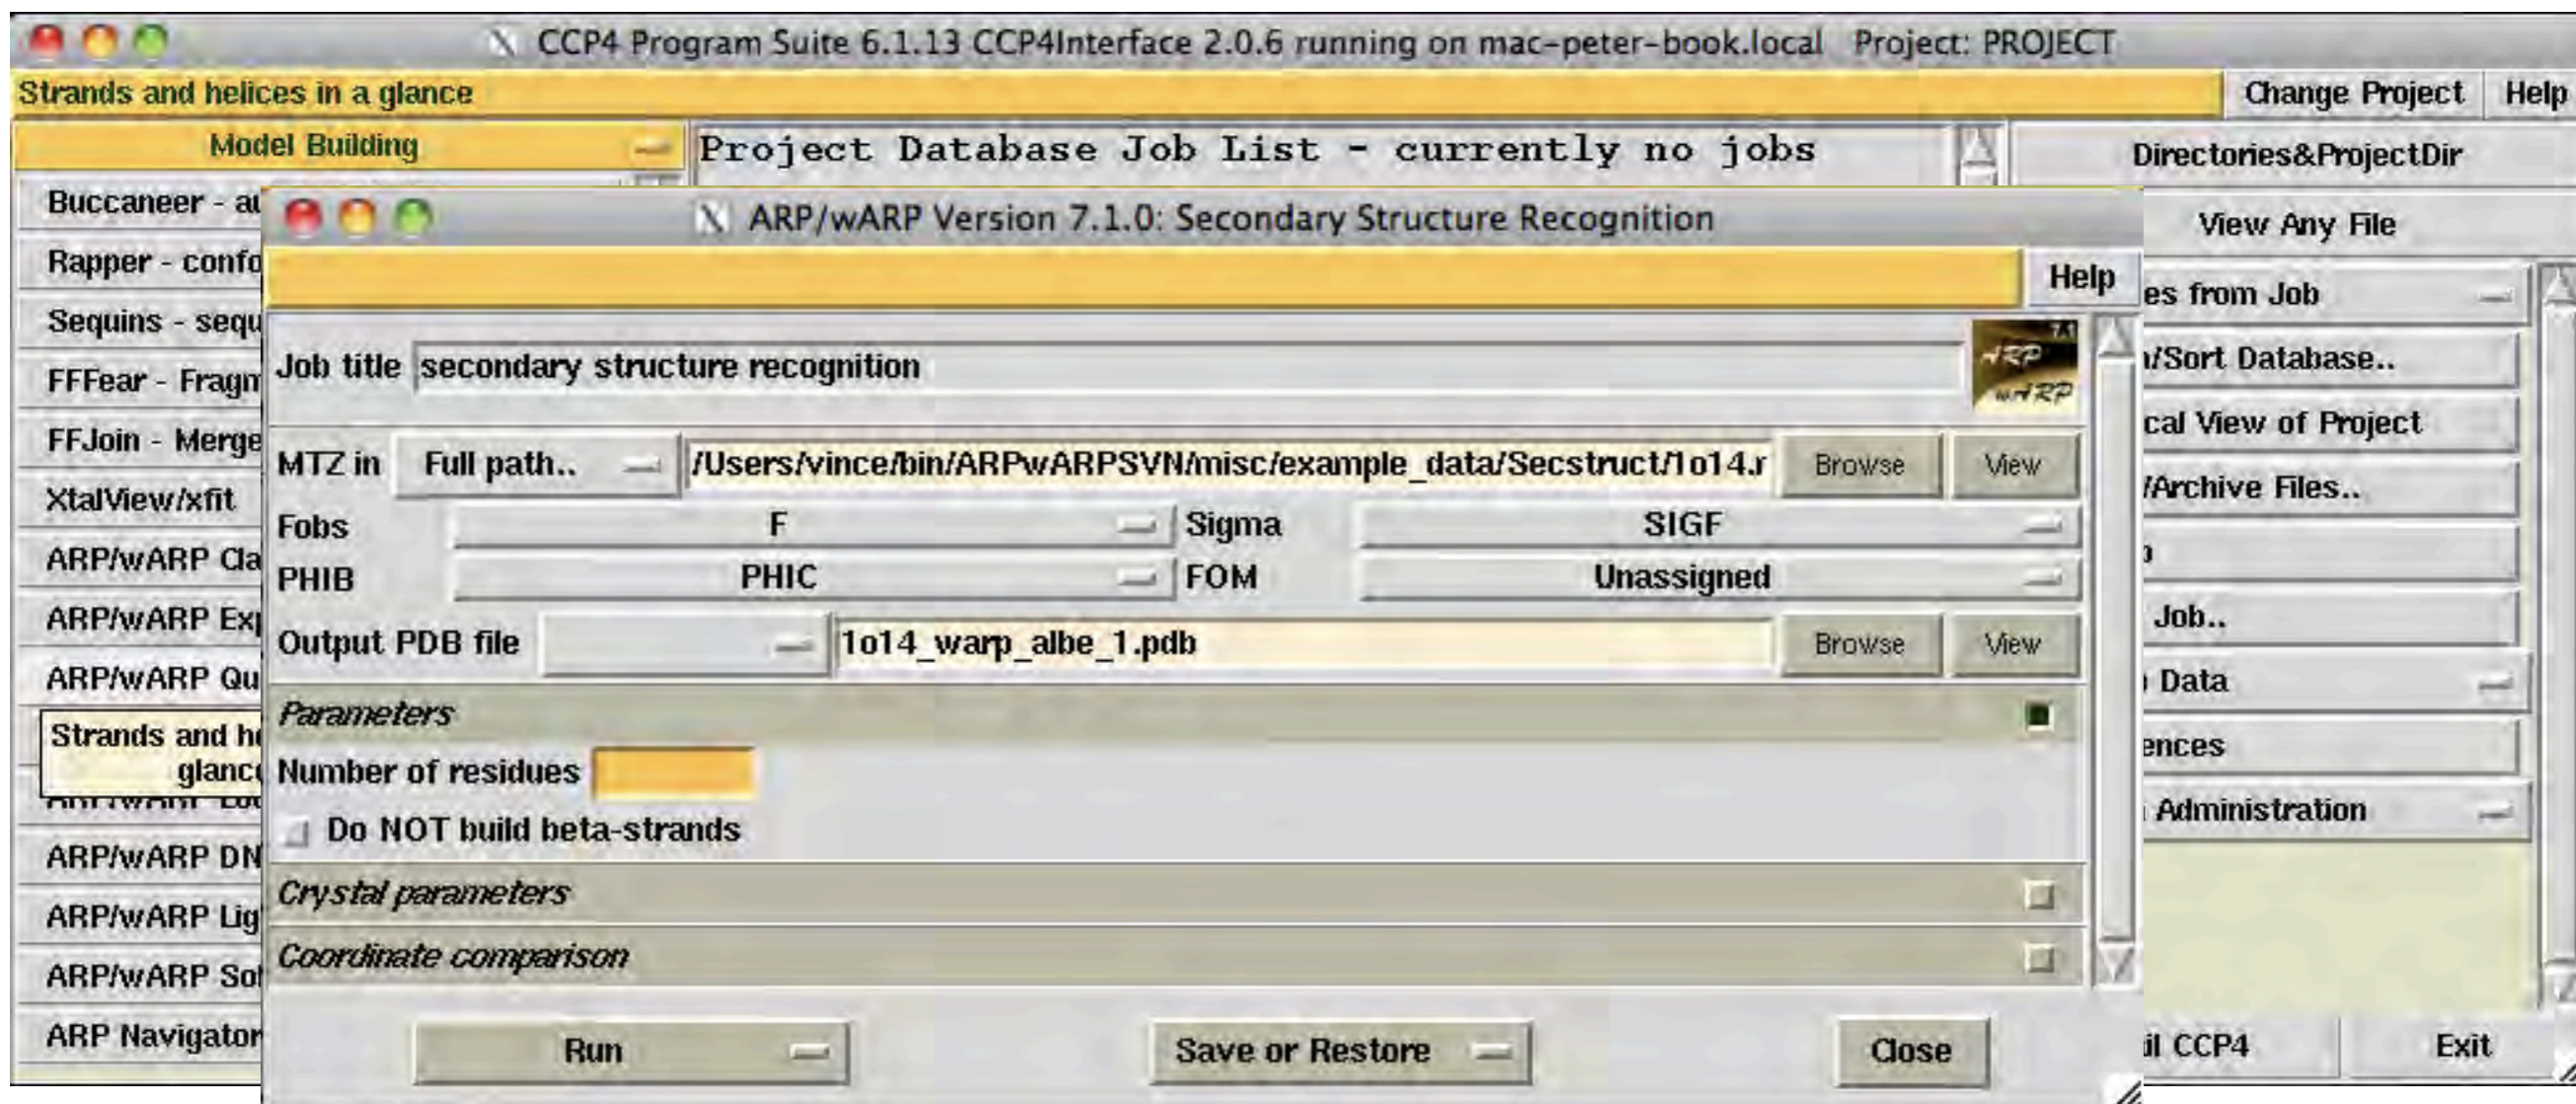 CCP4 Program Suite 6.1.13 CCP4Interface 2.0.6 running on mac-peter-book.local Project: PROJECT
Strands and helices in a glance
Change Project
Help
Model Building
Project Database Job List - currently no jobs
Directories&ProjectDir
View Any File
Buccaneer - au
Rapper - confo
Sequins - sequ
FFFear - Fragm
FFJoin - Merge
XtalView/xfit
ARP/wARP Cla
ARP/wARP Exp
ARP/wARP Qu
Strands and he
glance
ARP/wARP DN
ARP/wARP Lig
ARP/wARP Sol
ARP Navigator
ARP/wARP Version 7.1.0: Secondary Structure Recognition
Help
Job title secondary structure recognition
ARP
wARP
MTZ in Full path.. /Users/vince/bin/ARPwARPSVN/misc/example_data/Secstruct/1o14.r Browse View
Fobs F Sigma SIGF
PHIB PHIC FOM Unassigned
Output PDB file 1o14_warp_albe_1.pdb Browse View
Parameters
Number of residues
Do NOT build beta-strands
Crystal parameters
Coordinate comparison
Run Save or Restore Close
es from Job
/Sort Database..
cal View of Project
/Archive Files..
Job..
Data
ences
Administration
il CCP4
Exit